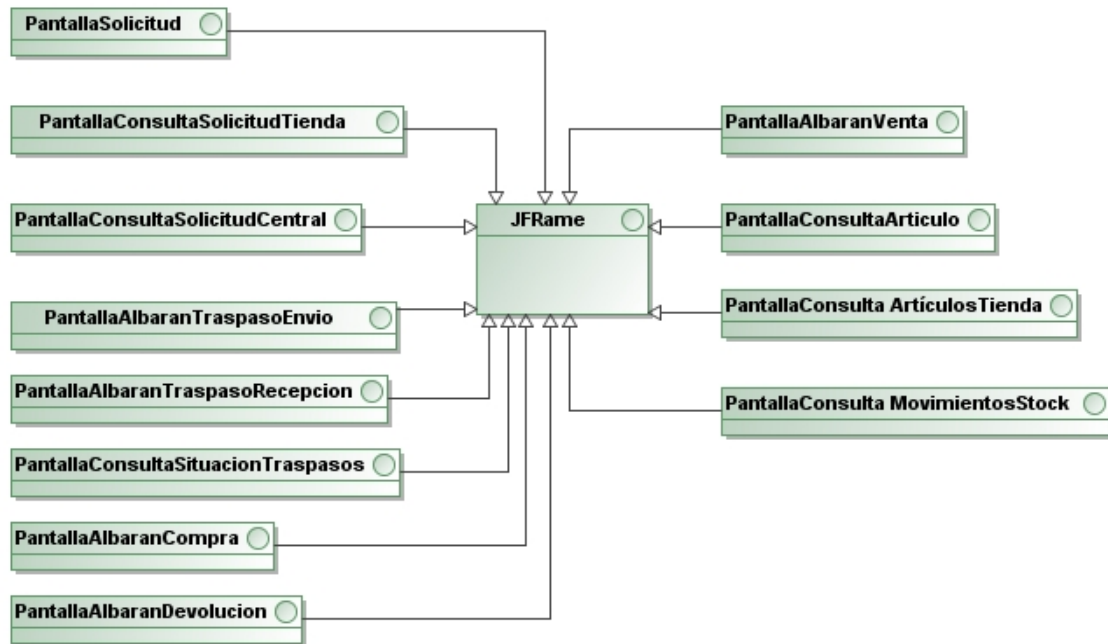 PantallaSolicitud
PantallaConsultaSolicitudTienda
PantallaAlbaranVenta
PantallaConsultaSolicitudCentral
JFRame
PantallaConsultaArticulo
PantallaAlbaranTraspasoEnvio
PantallaConsulta ArtículosTienda
PantallaAlbaranTraspasoRecepcion
PantallaConsulta MovimientosStock
PantallaConsultaSituacionTraspasos
PantallaAlbaranCompra
PantallaAlbaranDevolucion